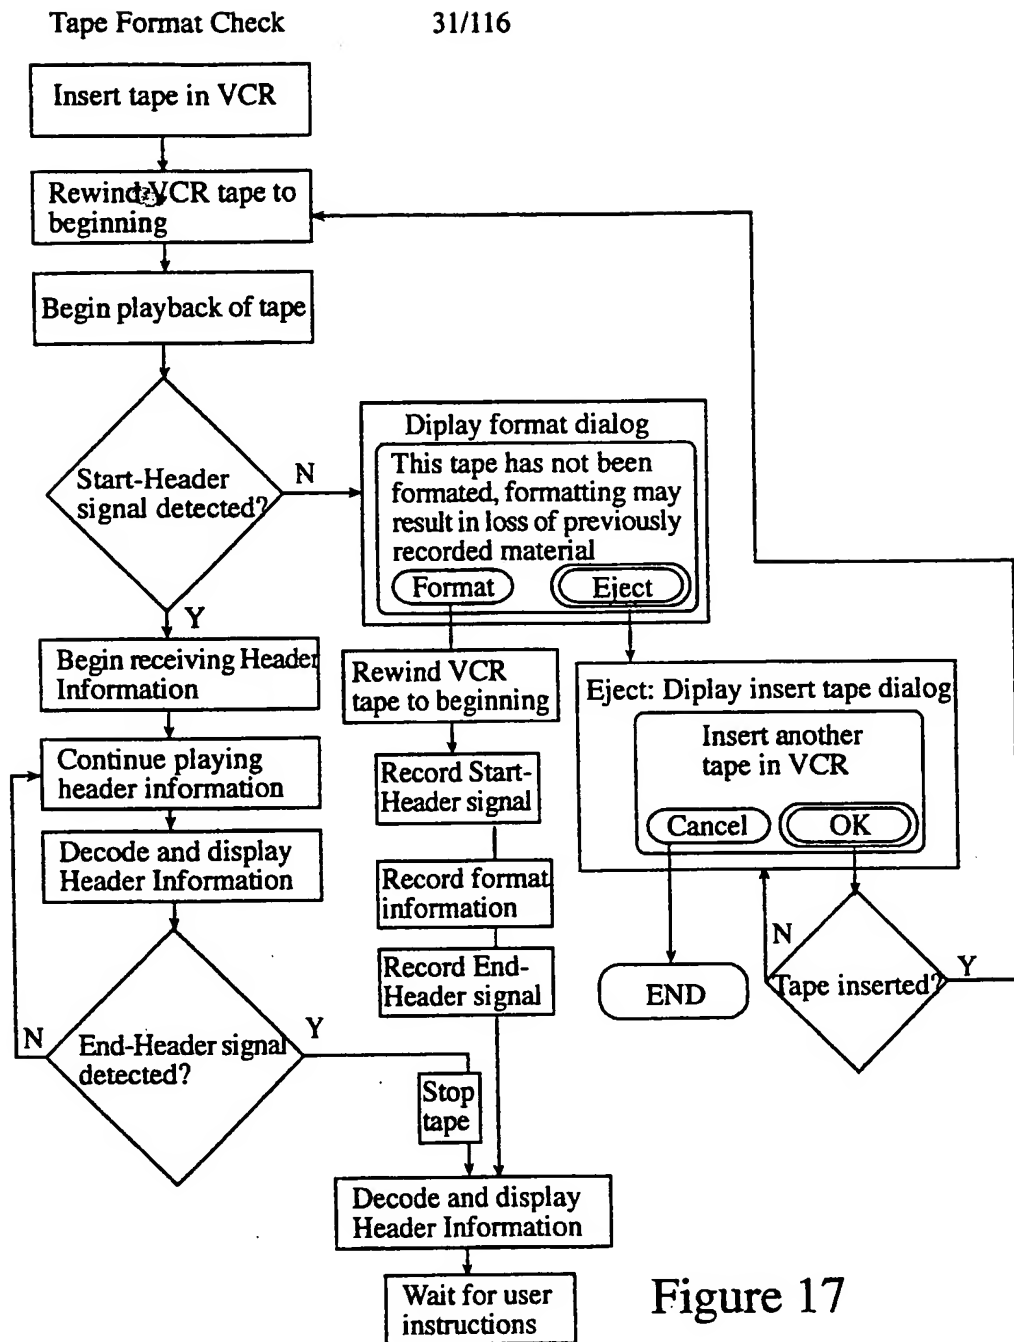 Tape Format Check
31/116
Insert tape in VCR
Rewind VCR tape to
beginning
Begin playback of tape
Start-Header
signal detected?
N
Y
Diplay format dialog
This tape has not been
formated, formatting may
result in loss of previously
recorded material
Format
Eject
Begin receiving Header
Information
Continue playing
header information
Decode and display
Header Information
End-Header signal
detected?
N
Y
Stop
tape
Rewind VCR
tape to beginning
Record Start-
Header signal
Record format
information
Record End-
Header signal
Eject: Diplay insert tape dialog
Insert another
tape in VCR
Cancel
OK
END
Tape inserted?
N
Y
Decode and display
Header Information
Wait for user
instructions
Figure 17